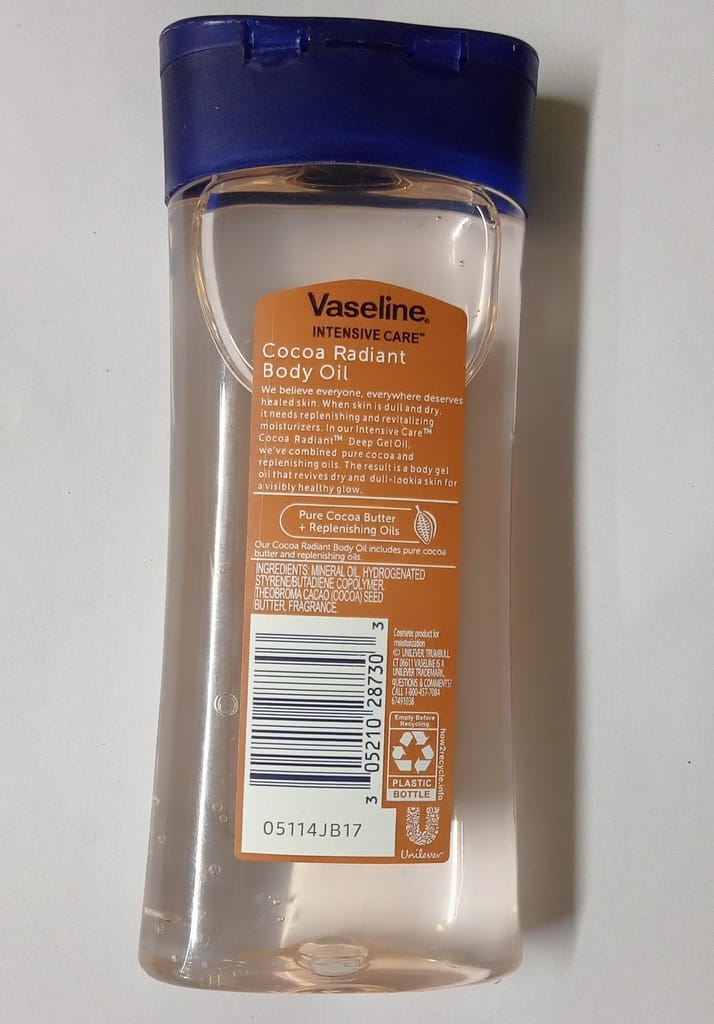 Vaseline®
INTENSIVE CARE™
Cocoa Radiant
Body Oil
We believe everyone, everywhere deserves
healed skin. When skin is dull and dry,
it needs replenishing and revitalizing
moisturizers. In our Intensive Care™
Cocoa Radiant™ Deep Gel Oil,
we've combined pure cocoa and
replenishing oils. The result is a body gel
oil that revives dry and dull-lookia skin for
a visibly healthy glow.
Pure Cocoa Butter
+ Replenishing Oils
Our Cocoa Radiant Body Oil includes pure cocoa
butter and replenishing oils.
INGREDIENTS: MINERAL OIL, HYDROGENATED
STYRENE/BUTADIENE COPOLYMER,
THEOBROMA CACAO (COCOA) SEED
BUTTER, FRAGRANCE.
3 05210 28730 3
05114JB17
Cosmetic product for
moisturization
© UNILEVER, TRUMBULL,
CT 06611 VASELINE IS A
UNILEVER TRADEMARK.
QUESTIONS & COMMENTS?
CALL 1-800-457-7084
67491038
Empty Before
Recycling
PLASTIC
BOTTLE
how2recycle.info
Unilever